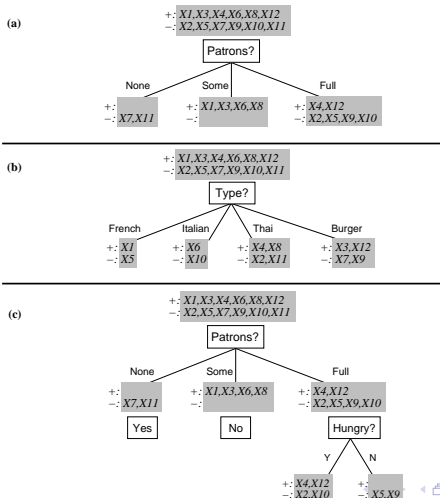 (a)
+: X1,X3,X4,X6,X8,X12
−: X2,X5,X7,X9,X10,X11
Patrons?
None Some Full
+: +: X1,X3,X6,X8 +: X4,X12
−: X7,X11 −: −: X2,X5,X9,X10
(b)
+: X1,X3,X4,X6,X8,X12
−: X2,X5,X7,X9,X10,X11
Type?
French Italian Thai Burger
+: X1 +: X6 +: X4,X8 +: X3,X12
−: X5 −: X10 −: X2,X11 −: X7,X9
(c)
+: X1,X3,X4,X6,X8,X12
−: X2,X5,X7,X9,X10,X11
Patrons?
None Some Full
+: +: X1,X3,X6,X8 +: X4,X12
−: X7,X11 −: −: X2,X5,X9,X10
Yes No Hungry?
Y N
+: X4,X12 +:
−: X2,X10 −: X5,X9